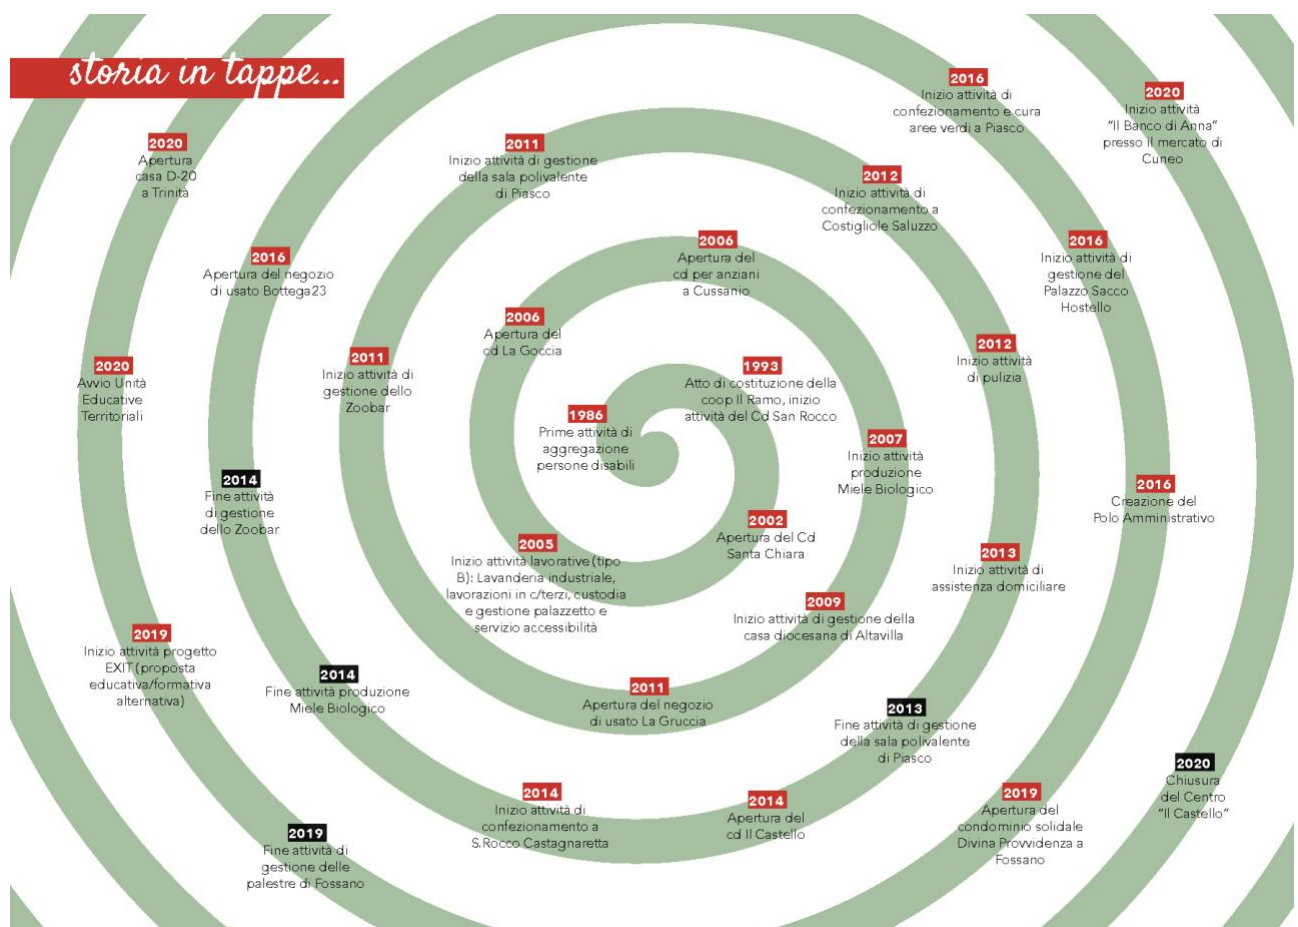 storia in tappe...
1986
Prime attività di
aggregazione
persone disabili
1993
Atto di costituzione della
coop Il Ramo, inizio
attività del Cd San Rocco
2002
Apertura del Cd
Santa Chiara
2005
Inizio attività lavorative (tipo
B): Lavanderia industriale,
lavorazioni in c/terzi, custodia
e gestione palazzetto e
servizio accessibilità
2006
Apertura del
cd La Goccia
2006
Apertura del
cd per anziani
a Cussanio
2007
Inizio attività
produzione
Miele Biologico
2009
Inizio attività di gestione della
casa diocesana di Altavilla
2011
Apertura del negozio
di usato La Gruccia
2011
Inizio attività di
gestione dello
Zoobar
2011
Inizio attività di gestione
della sala polivalente
di Piasco
2012
Inizio attività di
confezionamento a
Costigliole Saluzzo
2012
Inizio attività
di pulizia
2013
Inizio attività di
assistenza domiciliare
2013
Fine attività di gestione
della sala polivalente
di Piasco
2014
Apertura del
cd Il Castello
2014
Inizio attività di
confezionamento a
S.Rocco Castagnaretta
2014
Fine attività produzione
Miele Biologico
2014
Fine attività
di gestione
dello Zoobar
2016
Apertura del negozio
di usato Bottega23
2016
Inizio attività di
confezionamento e cura
aree verdi a Piasco
2016
Inizio attività di
gestione del
Palazzo Sacco
Hostello
2016
Creazione del
Polo Amministrativo
2019
Apertura del
condominio solidale
Divina Provvidenza a
Fossano
2019
Fine attività di
gestione delle
palestre di Fossano
2019
Inizio attività progetto
EXIT (proposta
educativa/formativa
alternativa)
2020
Avvio Unità
Educative
Territoriali
2020
Apertura
casa D-20
a Trinità
2020
Inizio attività
"Il Banco di Anna"
presso il mercato di
Cuneo
2020
Chiusura
del Centro
"Il Castello"